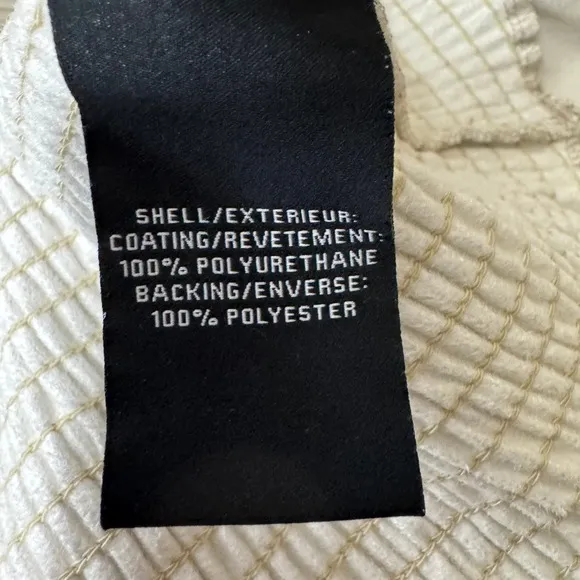 SHELL/EXTERIEUR:
COATING/REVETEMENT:
100% POLYURETHANE
BACKING/ENVERSE:
100% POLYESTER